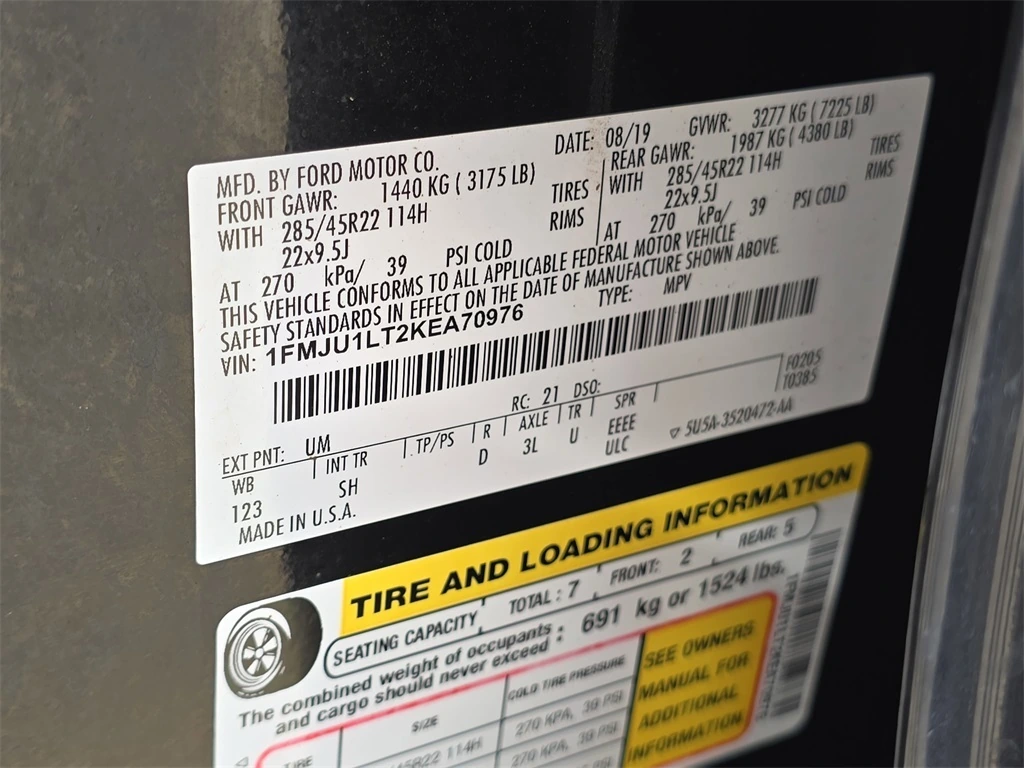 MFD. BY FORD MOTOR CO.
DATE: 08/19 GVWR: 3277 KG ( 7225 LB)
FRONT GAWR: 1440 KG ( 3175 LB)
WITH 285/45R22 114H TIRES
22x9.5J RIMS
AT 270 kPa/ 39 PSI COLD
REAR GAWR: 1987 KG ( 4380 LB)
WITH 285/45R22 114H TIRES
22x9.5J RIMS
AT 270 kPa/ 39 PSI COLD
THIS VEHICLE CONFORMS TO ALL APPLICABLE FEDERAL MOTOR VEHICLE
SAFETY STANDARDS IN EFFECT ON THE DATE OF MANUFACTURE SHOWN ABOVE.
VIN: 1FMJU1LT2KEA70976 TYPE: MPV
EXT PNT: UM RC: 21 DSO: F0205
WB INT TR TP/PS R AXLE TR SPR T0385
123 SH D 3L U EEEE
ULC
MADE IN U.S.A. 5U5A-3520472-AA
TIRE AND LOADING INFORMATION
SEATING CAPACITY TOTAL: 7 FRONT: 2 REAR: 5
The combined weight of occupants and cargo should never exceed : 691 kg or 1524 lbs.
TIRE SIZE COLD TIRE PRESSURE
45R22 114H 270 KPA, 39 PSI
270 KPA, 39 PSI
SEE OWNERS
MANUAL FOR
ADDITIONAL
INFORMATION